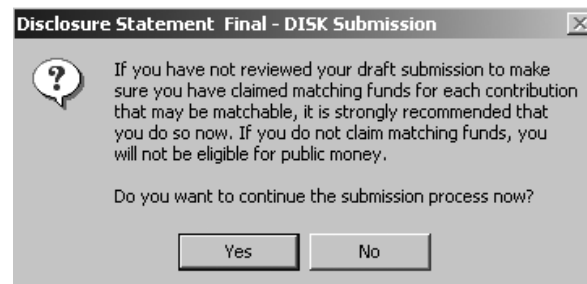 Disclosure Statement Final - DISK Submission
If you have not reviewed your draft submission to make
sure you have claimed matching funds for each contribution
that may be matchable, it is strongly recommended that
you do so now. If you do not claim matching funds, you
will not be eligible for public money.
Do you want to continue the submission process now?
Yes No